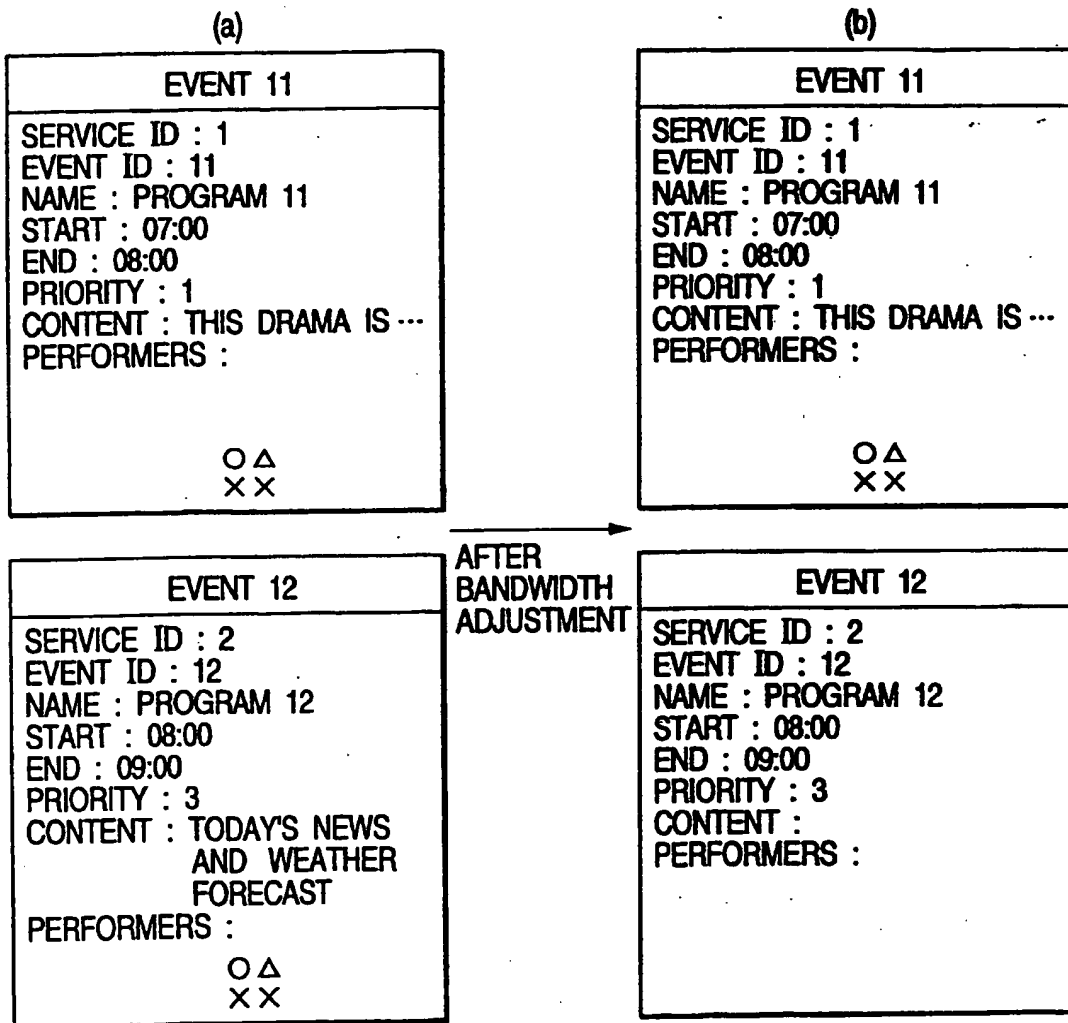 (a)
EVENT 11
SERVICE ID : 1
EVENT ID : 11
NAME : PROGRAM 11
START : 07:00
END : 08:00
PRIORITY : 1
CONTENT : THIS DRAMA IS ...
PERFORMERS :
○△
××
EVENT 12
SERVICE ID : 2
EVENT ID : 12
NAME : PROGRAM 12
START : 08:00
END : 09:00
PRIORITY : 3
CONTENT : TODAY'S NEWS
AND WEATHER
FORECAST
PERFORMERS :
○△
××
AFTER
BANDWIDTH
ADJUSTMENT
(b)
EVENT 11
SERVICE ID : 1
EVENT ID : 11
NAME : PROGRAM 11
START : 07:00
END : 08:00
PRIORITY : 1
CONTENT : THIS DRAMA IS ...
PERFORMERS :
○△
××
EVENT 12
SERVICE ID : 2
EVENT ID : 12
NAME : PROGRAM 12
START : 08:00
END : 09:00
PRIORITY : 3
CONTENT :
PERFORMERS :